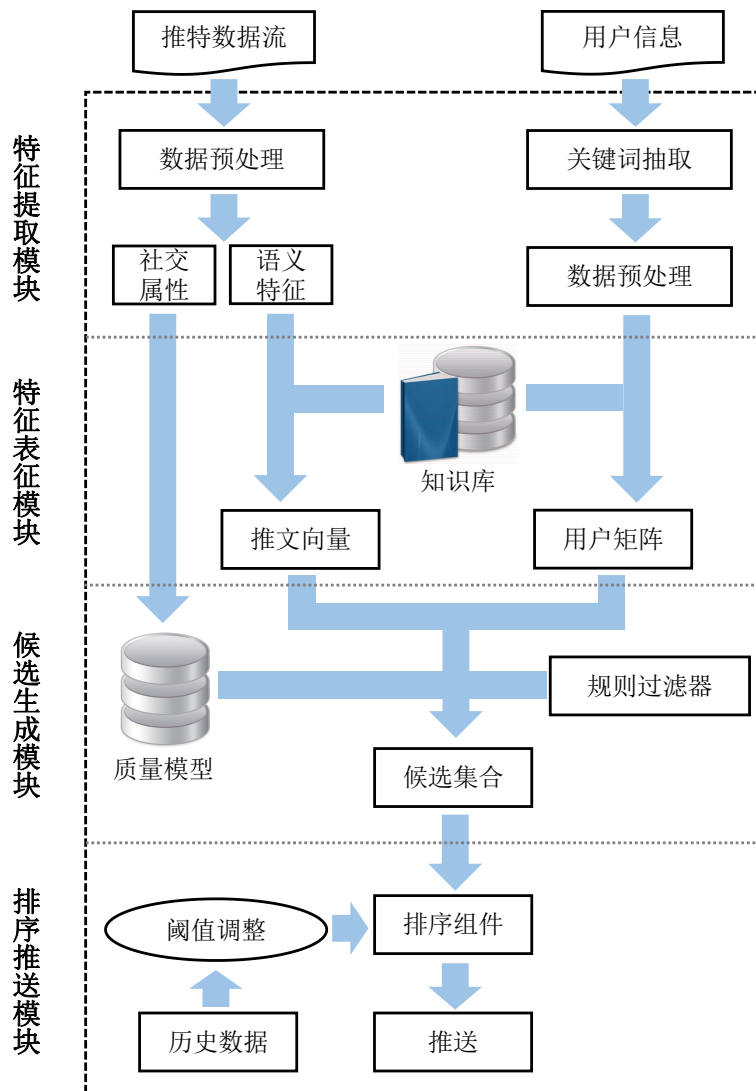 推特数据流
用户信息
特征提取模块
数据预处理
关键词抽取
社交
属性
语义
特征
数据预处理
特征表征模块
知识库
推文向量
用户矩阵
候选生成模块
规则过滤器
质量模型
候选集合
排序推送模块
阈值调整
排序组件
历史数据
推送